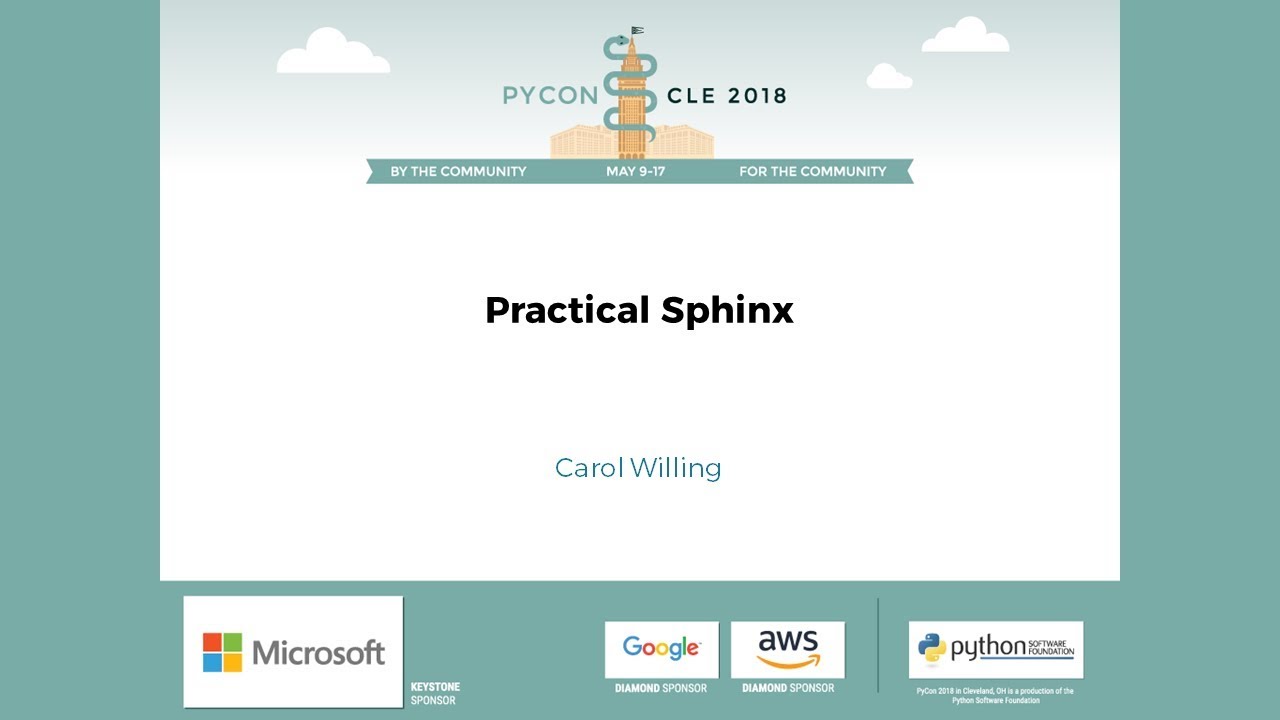 PYCON CLE 2018
BY THE COMMUNITY MAY 9-17 FOR THE COMMUNITY
Practical Sphinx
Carol Willing
Microsoft
KEYSTONE
SPONSOR
Google
DIAMOND SPONSOR
aws
DIAMOND SPONSOR
python SOFTWARE
FOUNDATION
PyCon 2018 in Cleveland, OH is a production of the
Python Software Foundation